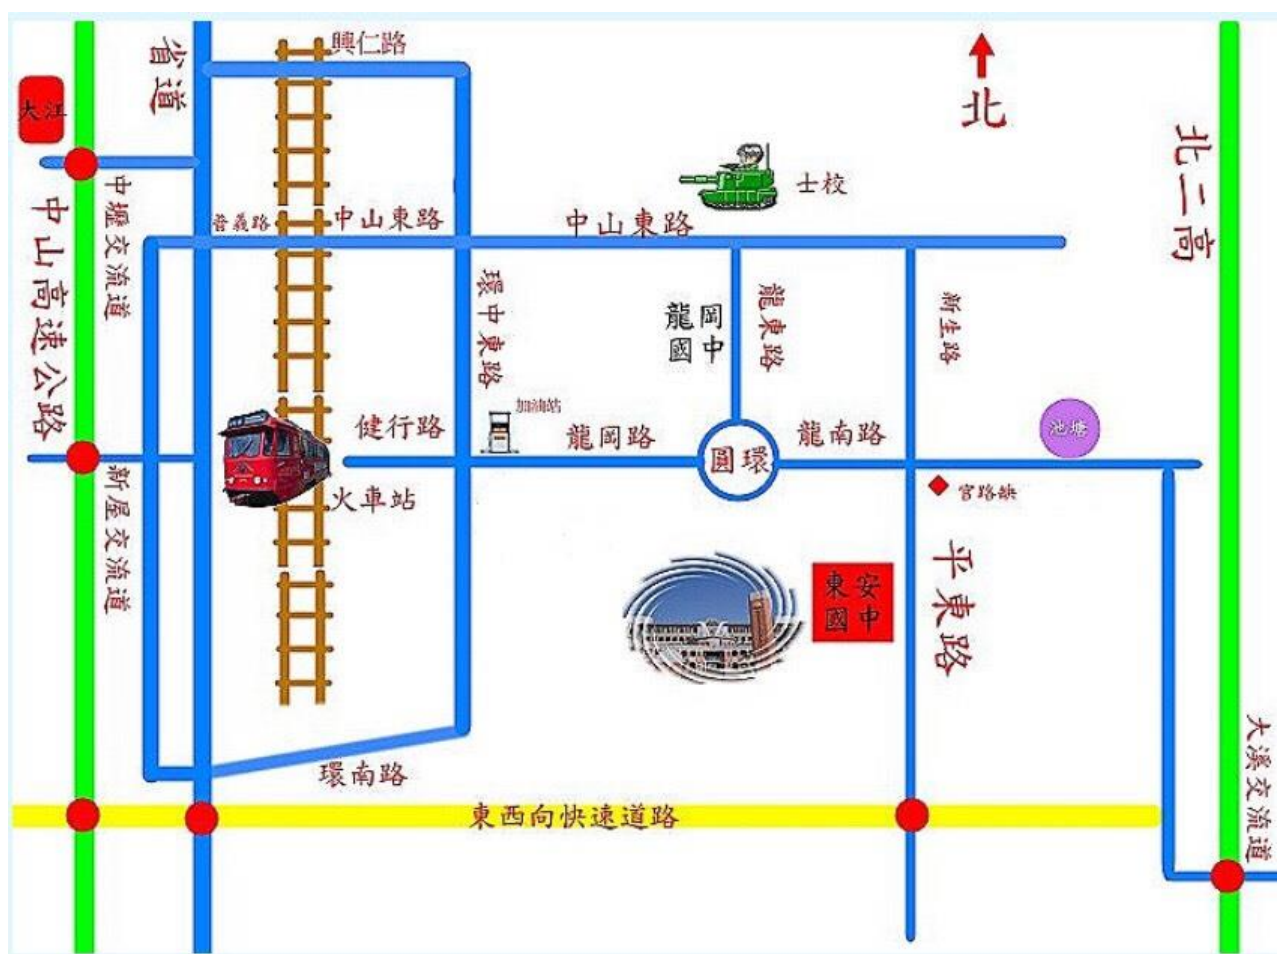 興仁路
省道
大江
北
北二高
士校
中壢交流道
中山高速公路
普義路
中山東路
中山東路
環中東路
龍岡
國中
龍東路
新生路
加油站
健行路
龍岡路
圓環
龍南路
池塘
火車站
官路缺
新屋交流道
東安
國中
平東路
大溪交流道
環南路
東西向快速道路